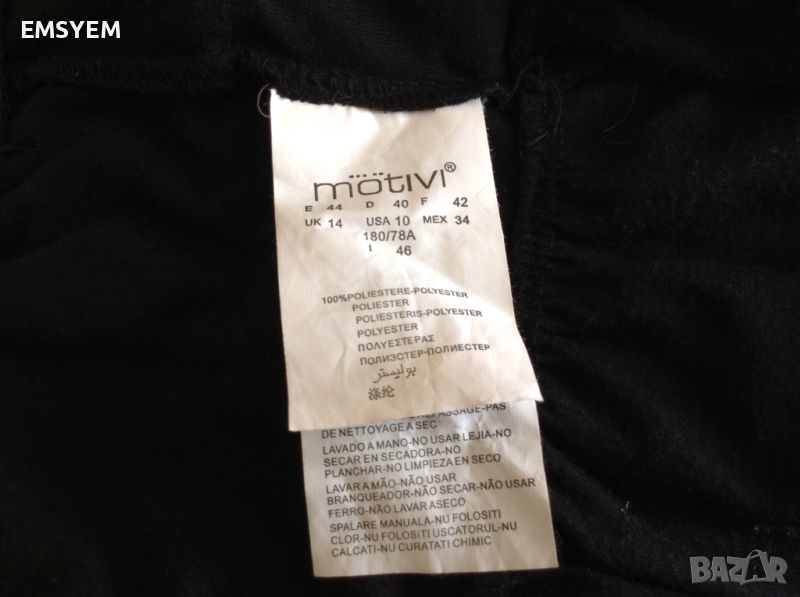 EMSYEM
mötivi®
E 44 D 40 F 42
UK 14 USA 10 MEX 34
180/78A
I 46
100%POLIESTERE-POLYESTER
POLIESTER
POLIESTERIS-POLYESTER
POLYESTER
ΠΟΛΥΕΣΤΕΡΑΣ
ПОЛИЭСТЕР-ПОЛИЕСТЕР
بوليستر
涤纶
REPASSAGE-PAS
DE NETTOYAGE A SEC
LAVADO A MANO-NO USAR LEJIA-NO
SECAR EN SECADORA-NO
PLANCHAR-NO LIMPIEZA EN SECO
LAVAR A MÃO-NÃO USAR
BRANQUEADOR-NÃO SECAR-NÃO USAR
FERRO-NÃO LAVAR ASECO
SPALARE MANUALA-NU FOLOSITI
CLOR-NU FOLOSITI USCATORUL-NU
CALCATI-NU CURATATI CHIMIC
BAZAR